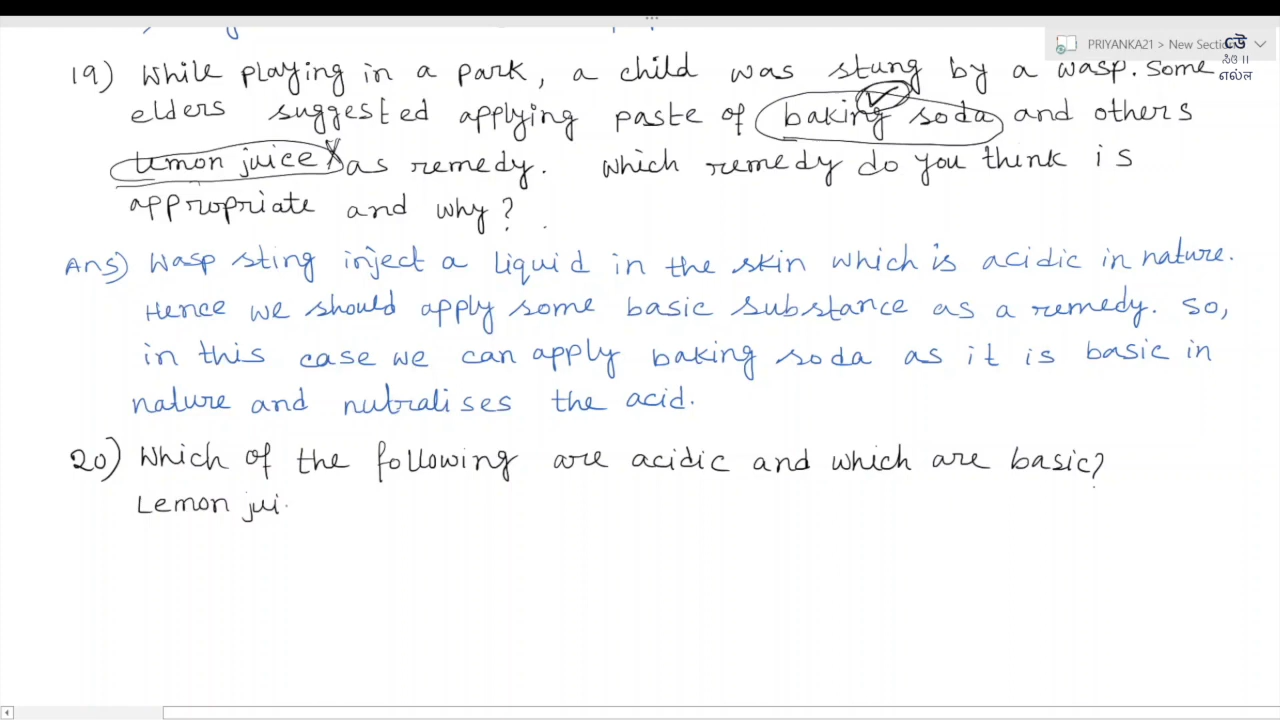 PRIYANKA21 > New Section
19) While playing in a park, a child was stung by a wasp. Some
elders suggested applying paste of baking soda and others
lemon juice as remedy. Which remedy do you think is
appropriate and why?
Ans) Wasp sting inject a liquid in the skin which is acidic in nature.
Hence we should apply some basic substance as a remedy. So,
in this case we can apply baking soda as it is basic in
nature and nutralises the acid.
20) Which of the following are acidic and which are basic?
Lemon jui